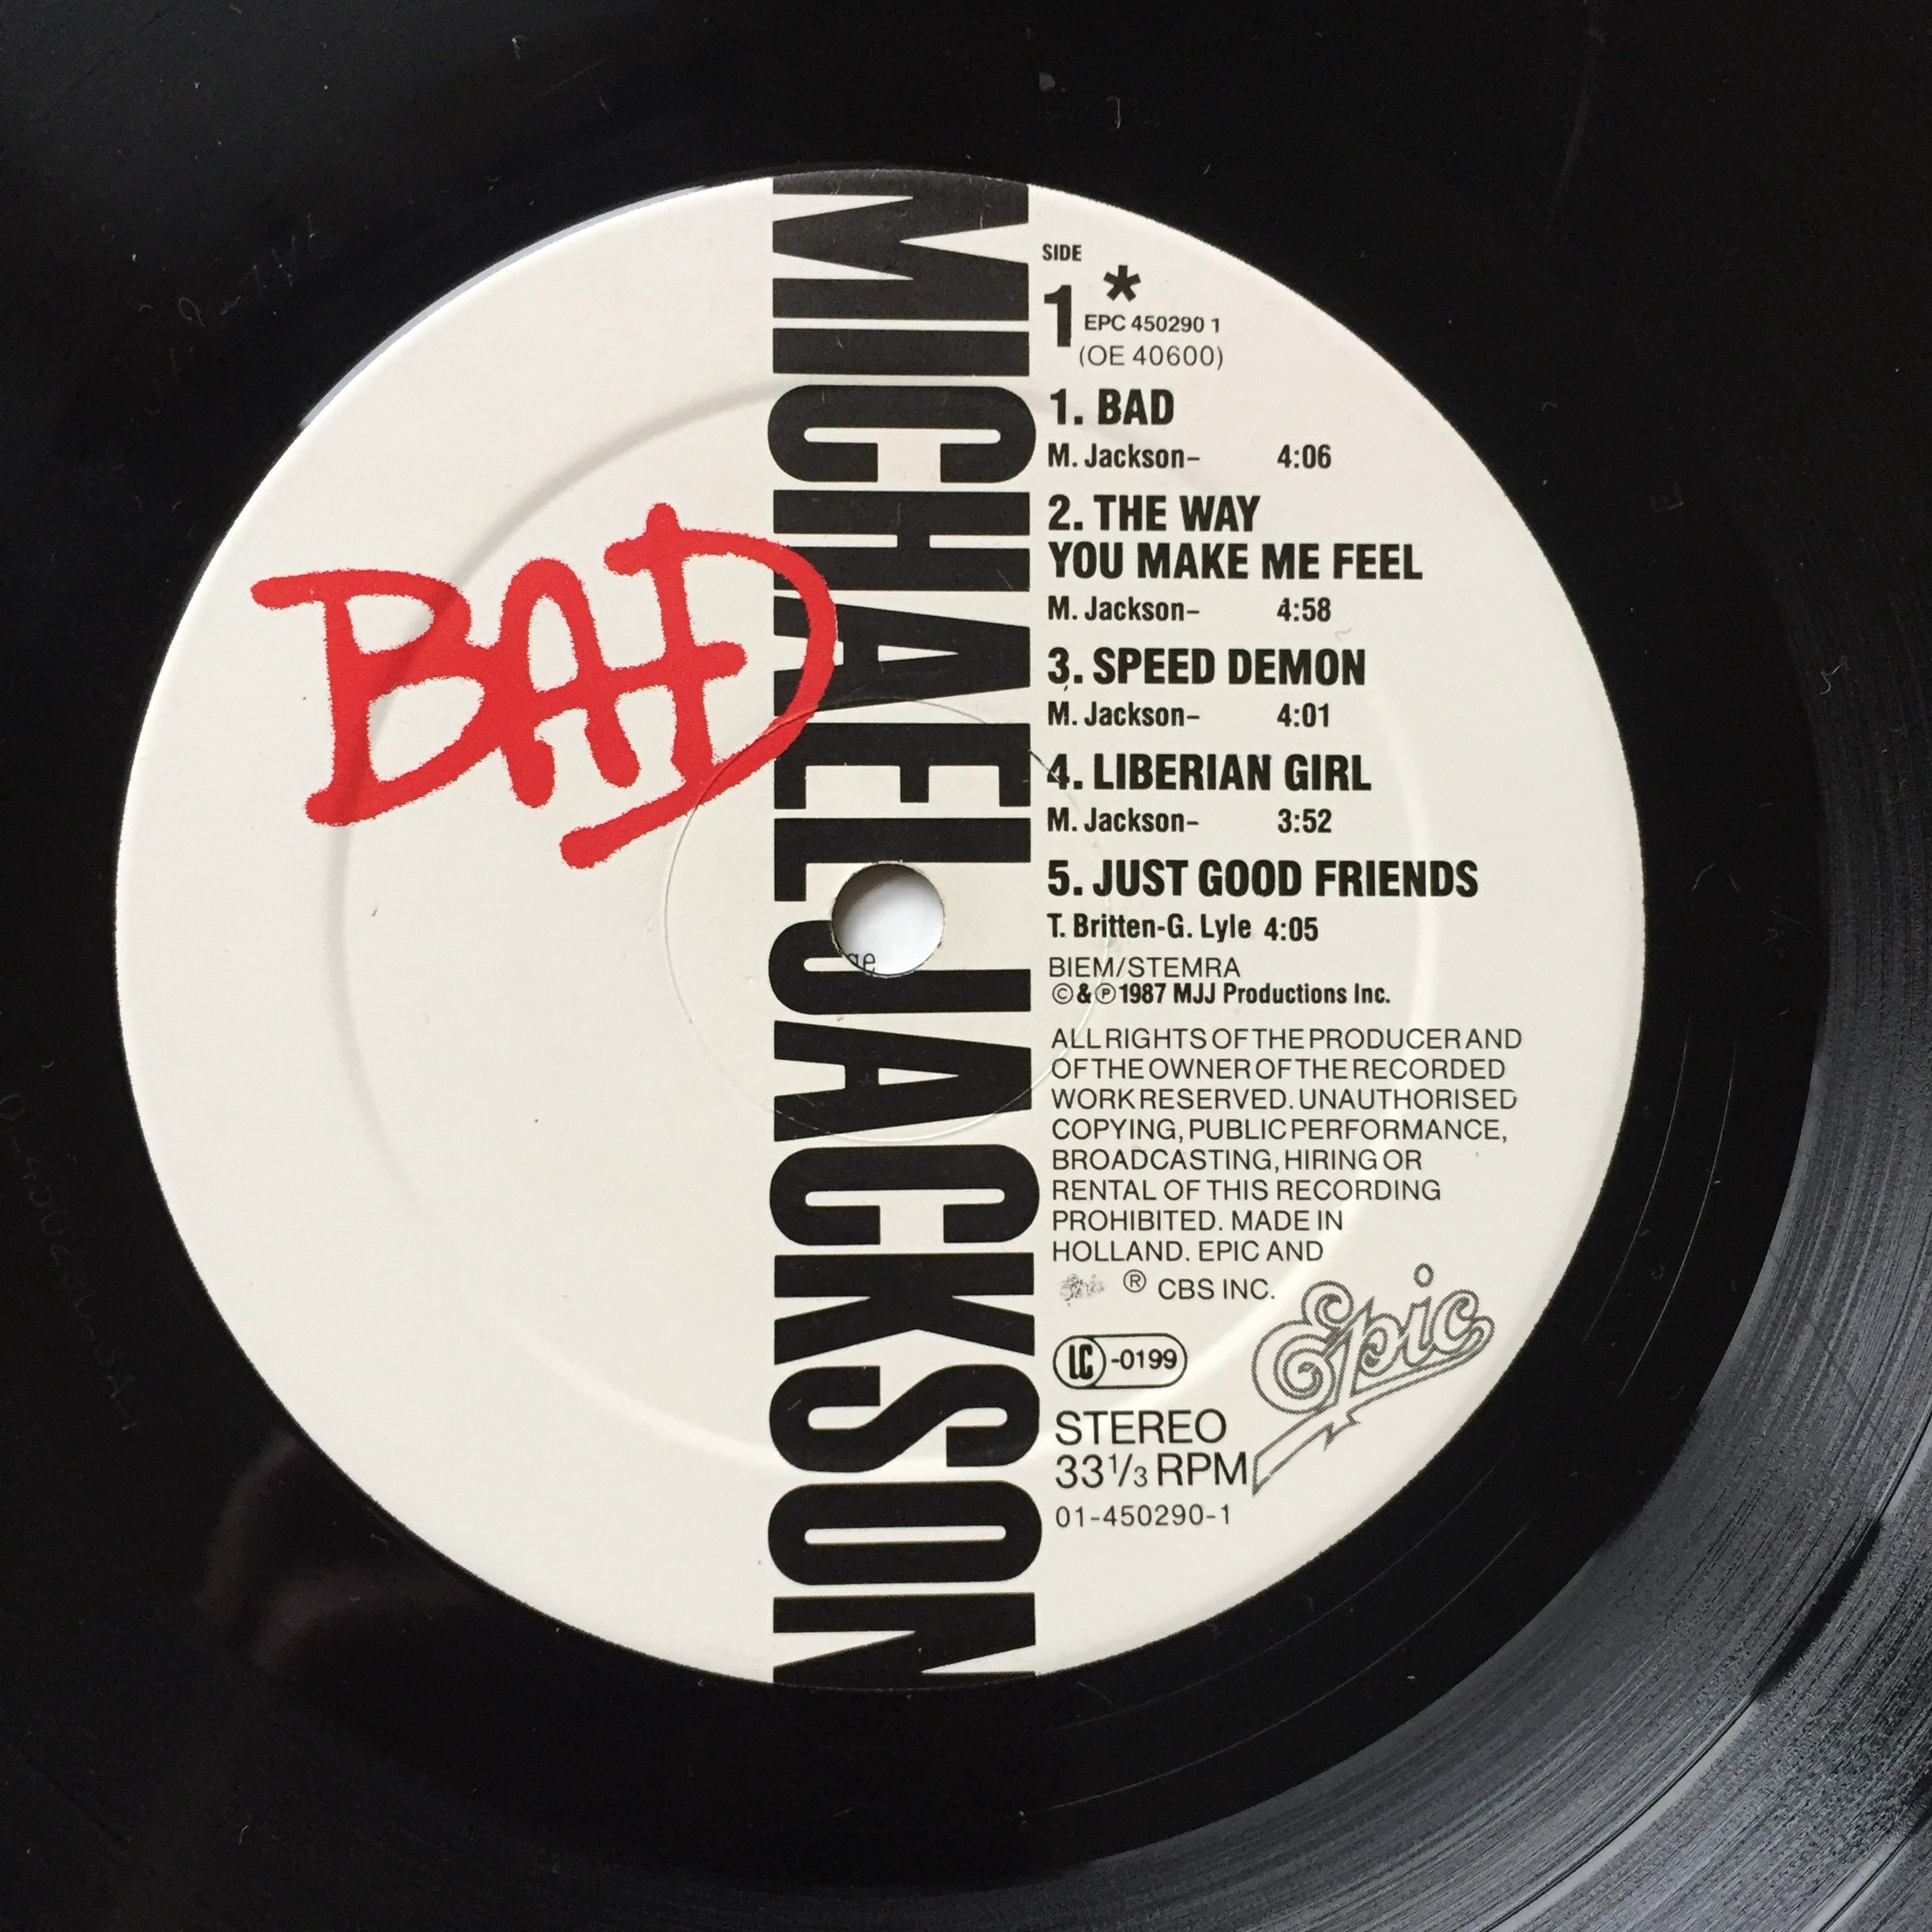 MICHAEL JACKSON
BAD
SIDE
1 *
EPC 450290 1
(OE 40600)
1. BAD
M. Jackson– 4:06
2. THE WAY
YOU MAKE ME FEEL
M. Jackson– 4:58
3. SPEED DEMON
M. Jackson– 4:01
4. LIBERIAN GIRL
M. Jackson– 3:52
5. JUST GOOD FRIENDS
T. Britten-G. Lyle 4:05
BIEM/STEMRA
©&℗1987 MJJ Productions Inc.
ALL RIGHTS OF THE PRODUCER AND
OF THE OWNER OF THE RECORDED
WORK RESERVED. UNAUTHORISED
COPYING, PUBLIC PERFORMANCE,
BROADCASTING, HIRING OR
RENTAL OF THIS RECORDING
PROHIBITED. MADE IN
HOLLAND. EPIC AND
® CBS INC.
Epic
LC-0199
STEREO
33 1/3 RPM
01-450290-1